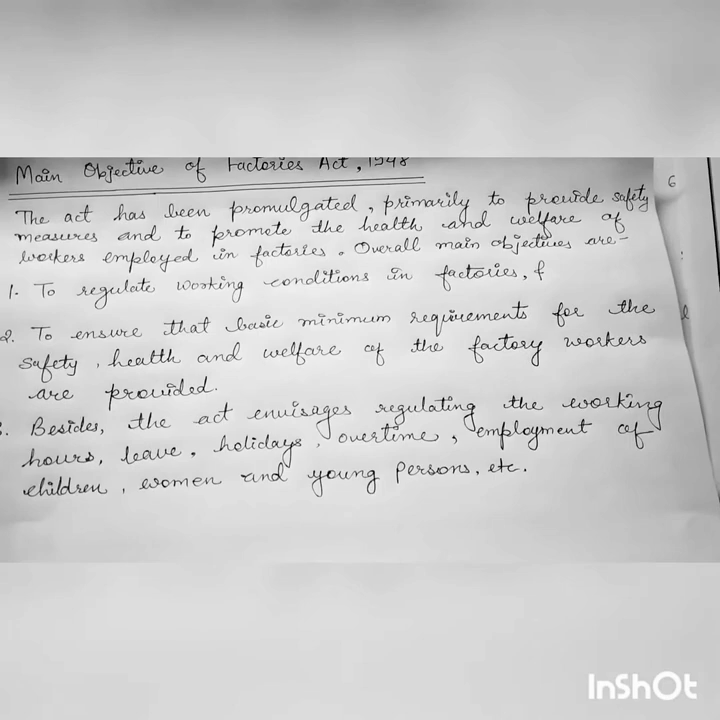 Main Objective of Factories Act, 1948
6
The act has been promulgated, primarily to provide safety
measures and to promote the health and welfare of
workers employed in factories. Overall main objectives are-
1. To regulate working conditions in factories, &
2. To ensure that basic minimum requirements for the
safety, health and welfare of the factory workers
are provided.
3. Besides, the act envisages regulating the working
hours, leave, holidays, overtime, employment of
children, women and young persons, etc.
InShOt